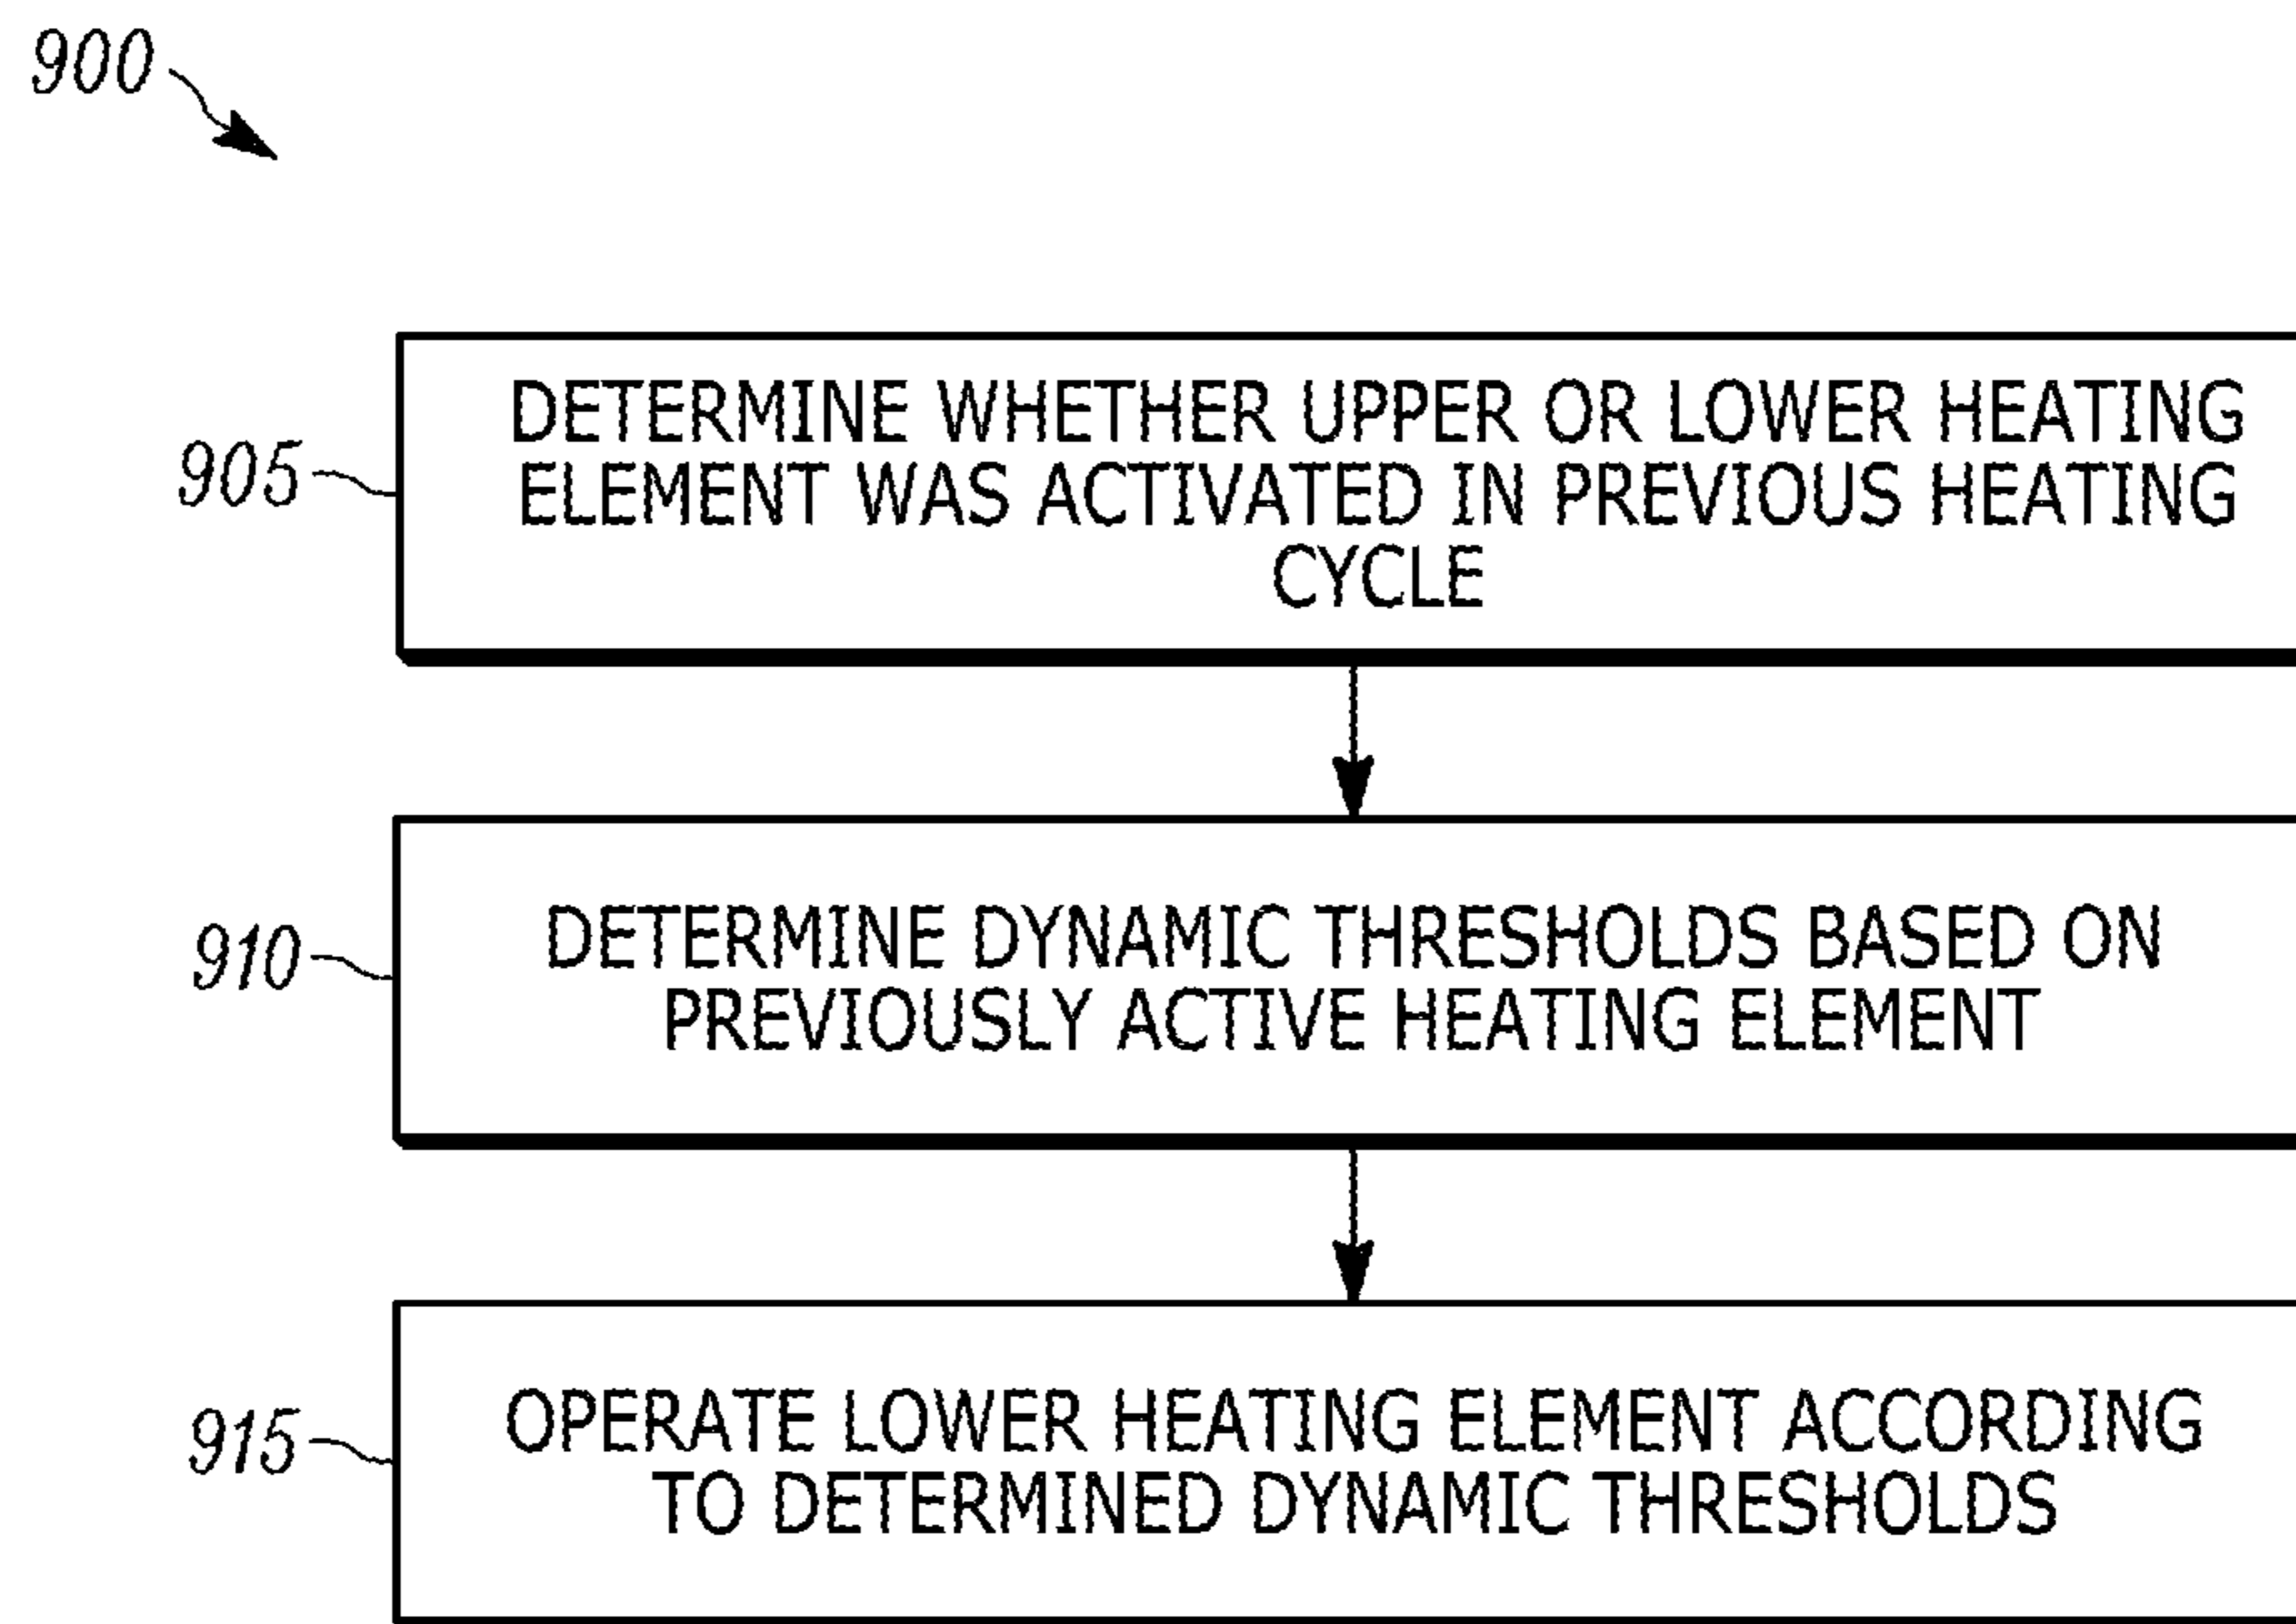 900
905
DETERMINE WHETHER UPPER OR LOWER HEATING
ELEMENT WAS ACTIVATED IN PREVIOUS HEATING
CYCLE
910
DETERMINE DYNAMIC THRESHOLDS BASED ON
PREVIOUSLY ACTIVE HEATING ELEMENT
915
OPERATE LOWER HEATING ELEMENT ACCORDING
TO DETERMINED DYNAMIC THRESHOLDS